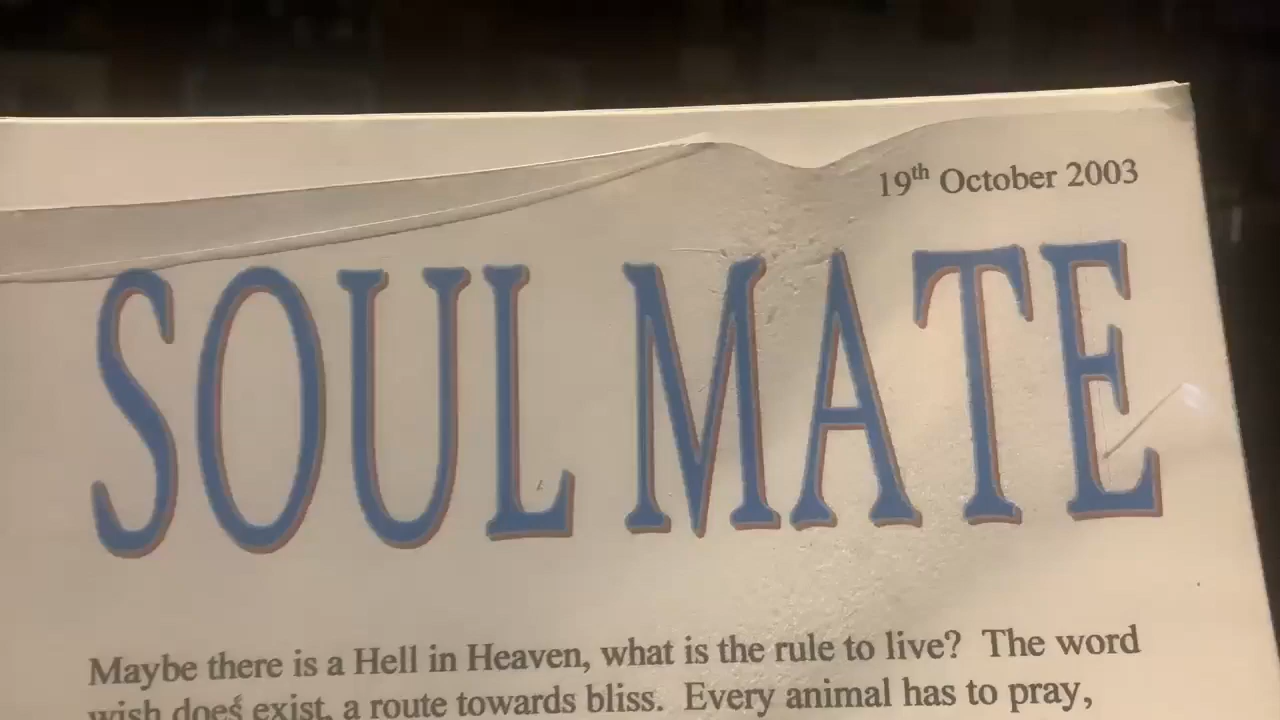 19th October 2003
SOUL MATE
Maybe there is a Hell in Heaven, what is the rule to live? The word
wish does exist, a route towards bliss. Every animal has to pray,